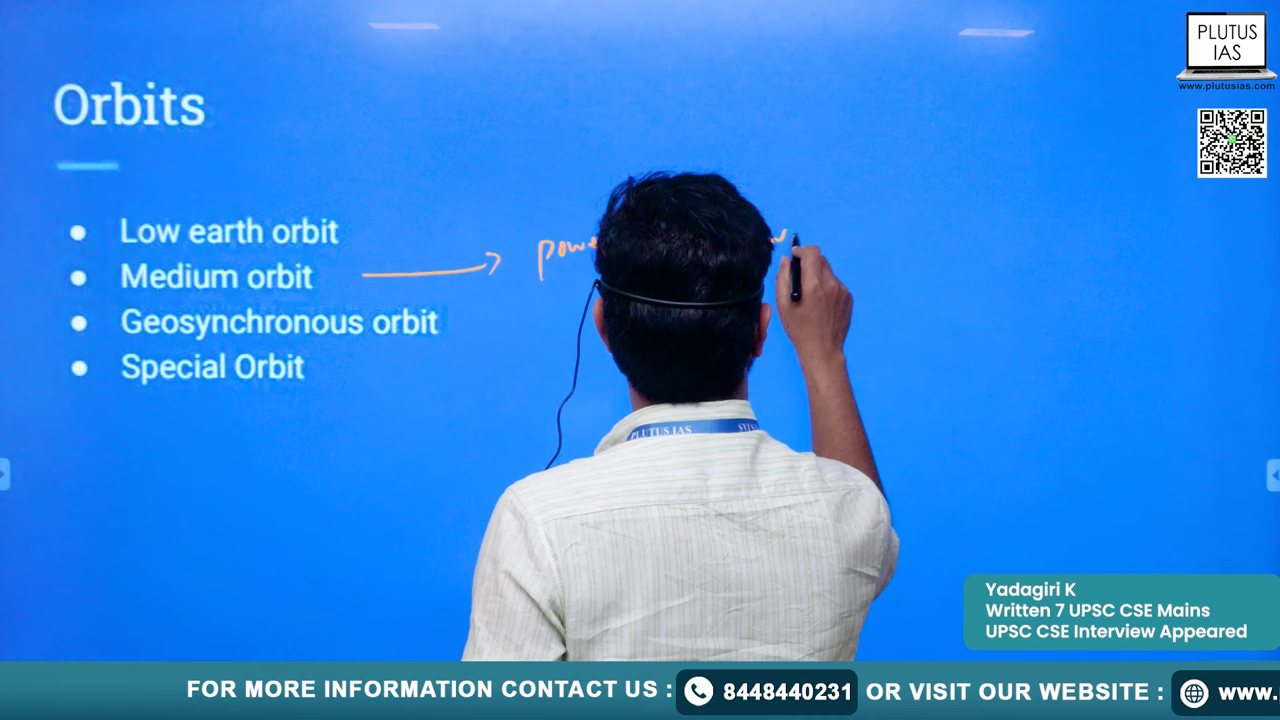 PLUTUS
IAS
www.plutusias.com
Orbits
Low earth orbit
Medium orbit
Geosynchronous orbit
Special Orbit
PLUTUS IAS
Yadagiri K
Written 7 UPSC CSE Mains
UPSC CSE Interview Appeared
FOR MORE INFORMATION CONTACT US : 8448440231 OR VISIT OUR WEBSITE : www.